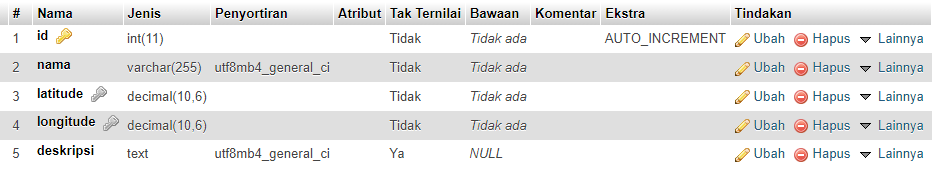 # Nama Jenis Penyortiran Atribut Tak Ternilai Bawaan Komentar Ekstra Tindakan
1 id int(11) Tidak Tidak ada AUTO_INCREMENT Ubah Hapus Lainnya
2 nama varchar(255) utf8mb4_general_ci Tidak Tidak ada Ubah Hapus Lainnya
3 latitude decimal(10,6) Tidak Tidak ada Ubah Hapus Lainnya
4 longitude decimal(10,6) Tidak Tidak ada Ubah Hapus Lainnya
5 deskripsi text utf8mb4_general_ci Ya NULL Ubah Hapus Lainnya